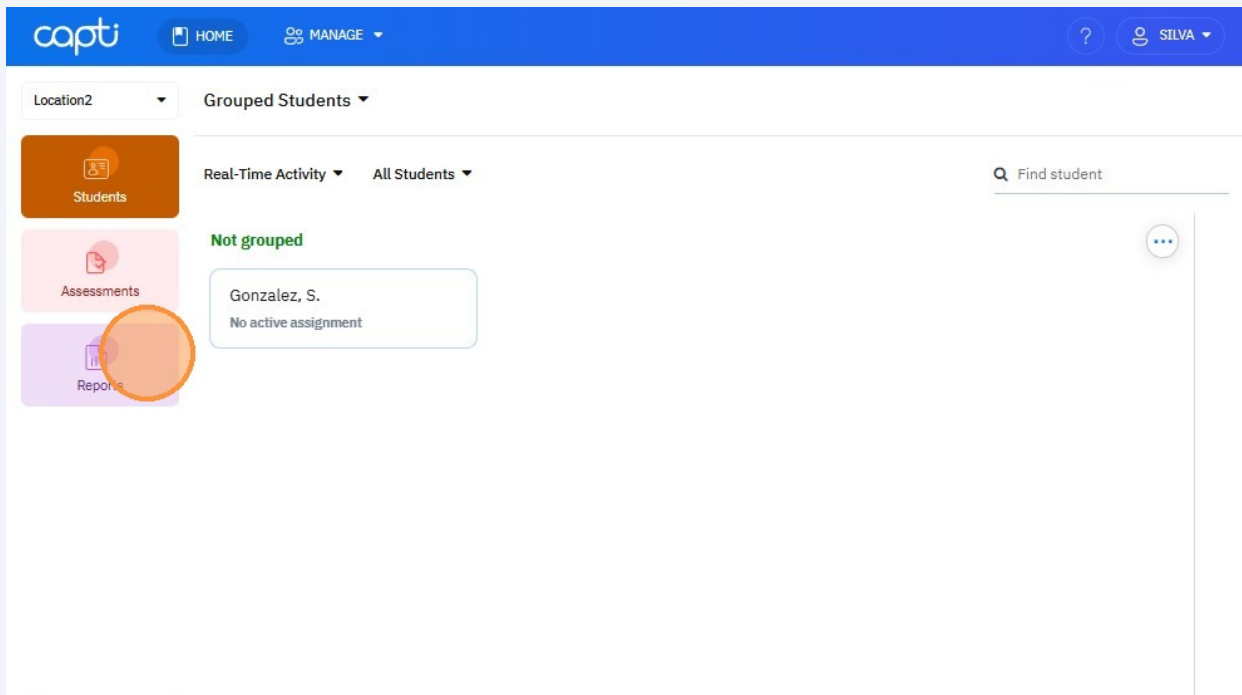 capti HOME MANAGE ? SILVA
Location2 Grouped Students
Students
Real-Time Activity All Students Find student
Not grouped
Assessments
Gonzalez, S.
No active assignment
Reports